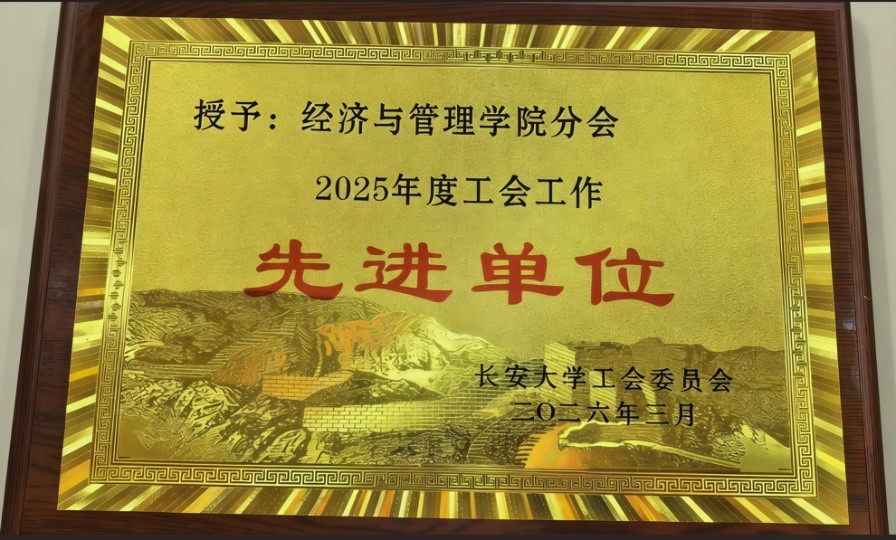 授予：经济与管理学院分会
2025年度工会工作
先进单位
长安大学工会委员会
二〇二六年三月